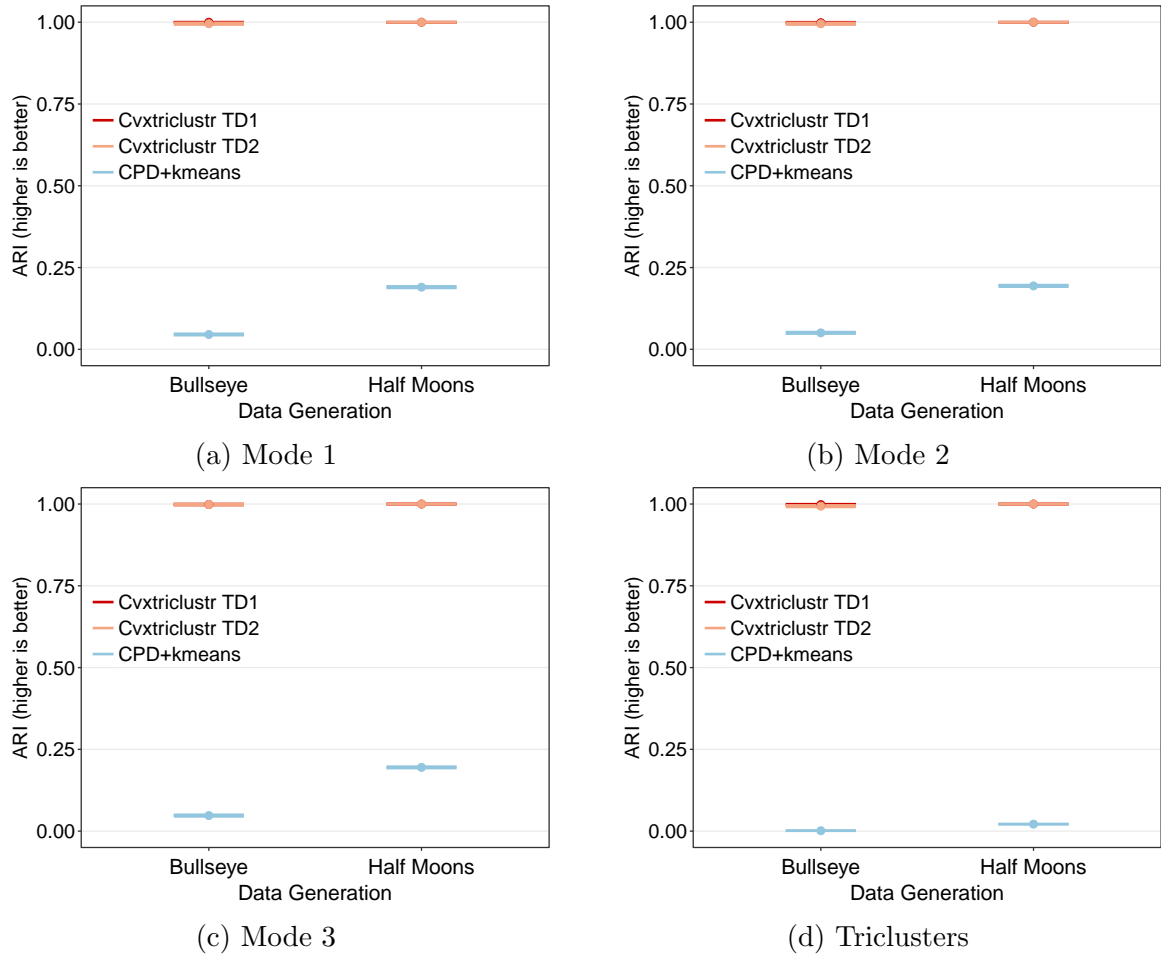 ARI (higher is better)
1.00
0.75
0.50
0.25
0.00
Cvxtriclustr TD1
Cvxtriclustr TD2
CPD+kmeans
Bullseye Half Moons
Data Generation
(a) Mode 1
ARI (higher is better)
1.00
0.75
0.50
0.25
0.00
Cvxtriclustr TD1
Cvxtriclustr TD2
CPD+kmeans
Bullseye Half Moons
Data Generation
(b) Mode 2
ARI (higher is better)
1.00
0.75
0.50
0.25
0.00
Cvxtriclustr TD1
Cvxtriclustr TD2
CPD+kmeans
Bullseye Half Moons
Data Generation
(c) Mode 3
ARI (higher is better)
1.00
0.75
0.50
0.25
0.00
Cvxtriclustr TD1
Cvxtriclustr TD2
CPD+kmeans
Bullseye Half Moons
Data Generation
(d) Triclusters